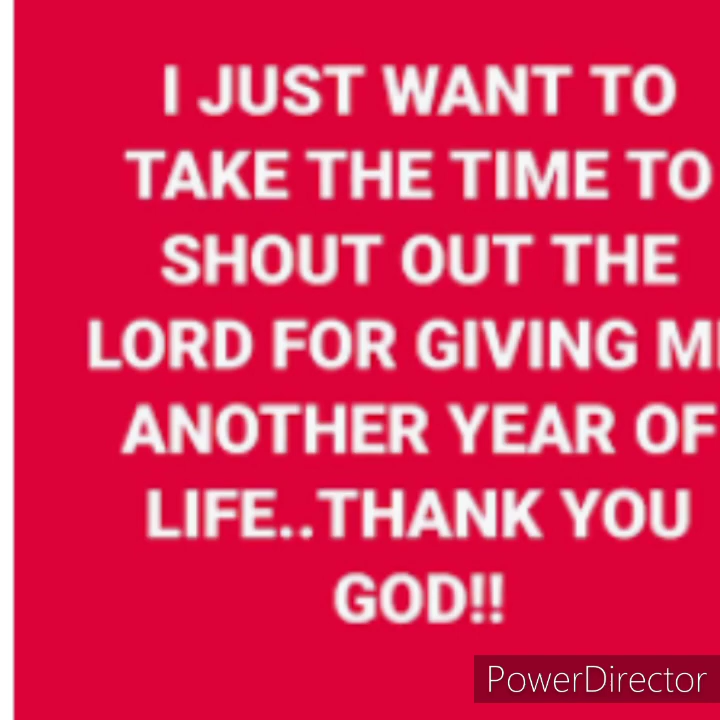 I JUST WANT TO
TAKE THE TIME TO
SHOUT OUT THE
LORD FOR GIVING M
ANOTHER YEAR OF
LIFE..THANK YOU
GOD!!
PowerDirector